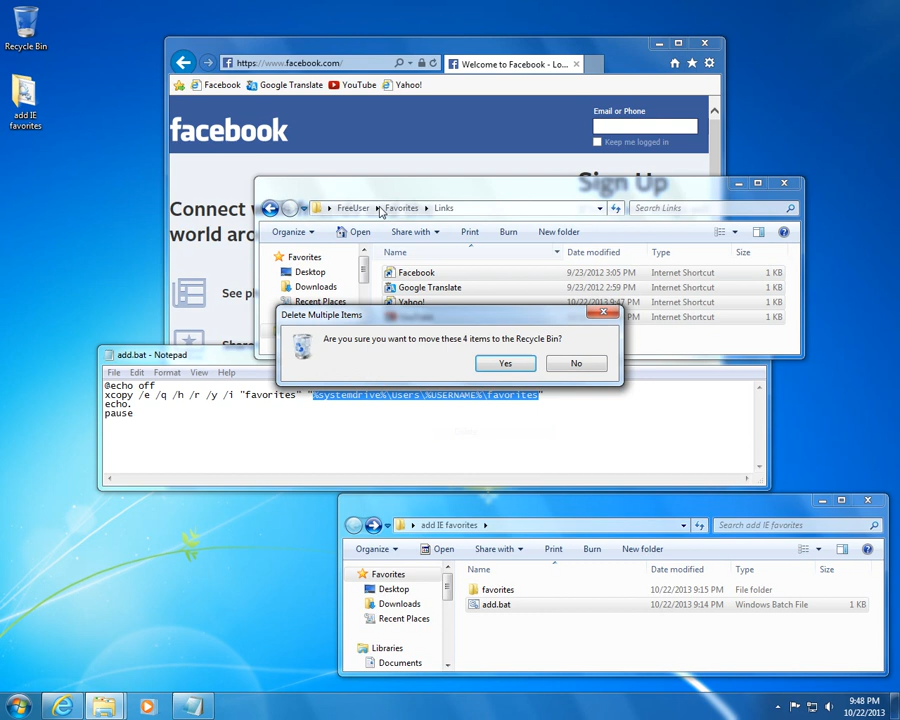 Recycle Bin
add IE
favorites
https://www.facebook.com/
Welcome to Facebook - Lo...
Facebook Google Translate YouTube Yahoo!
facebook
Email or Phone
Keep me logged in
Sign Up
Connect
world
See
FreeUser Favorites Links
Search Links
Organize Open Share with Print Burn New folder
Favorites
Desktop
Downloads
Recent Places
Name Date modified Type Size
Facebook 9/23/2012 3:05 PM Internet Shortcut 1 KB
Google Translate 9/23/2012 2:59 PM Internet Shortcut 1 KB
Yahoo! 10/22/2013 9:47 PM Internet Shortcut 1 KB
Internet Shortcut 1 KB
Delete Multiple Items
Are you sure you want to move these 4 items to the Recycle Bin?
Yes No
add.bat - Notepad
File Edit Format View Help
@echo off
xcopy /e /q /h /r /y /i "favorites" "%systemdrive%\Users\%USERNAME%\favorites"
echo.
pause
add IE favorites
Search add IE favorites
Organize Open Share with Print Burn New folder
Favorites
Desktop
Downloads
Recent Places
Libraries
Documents
Name Date modified Type Size
favorites 10/22/2013 9:15 PM File folder
add.bat 10/22/2013 9:14 PM Windows Batch File 1 KB
9:48 PM
10/22/2013